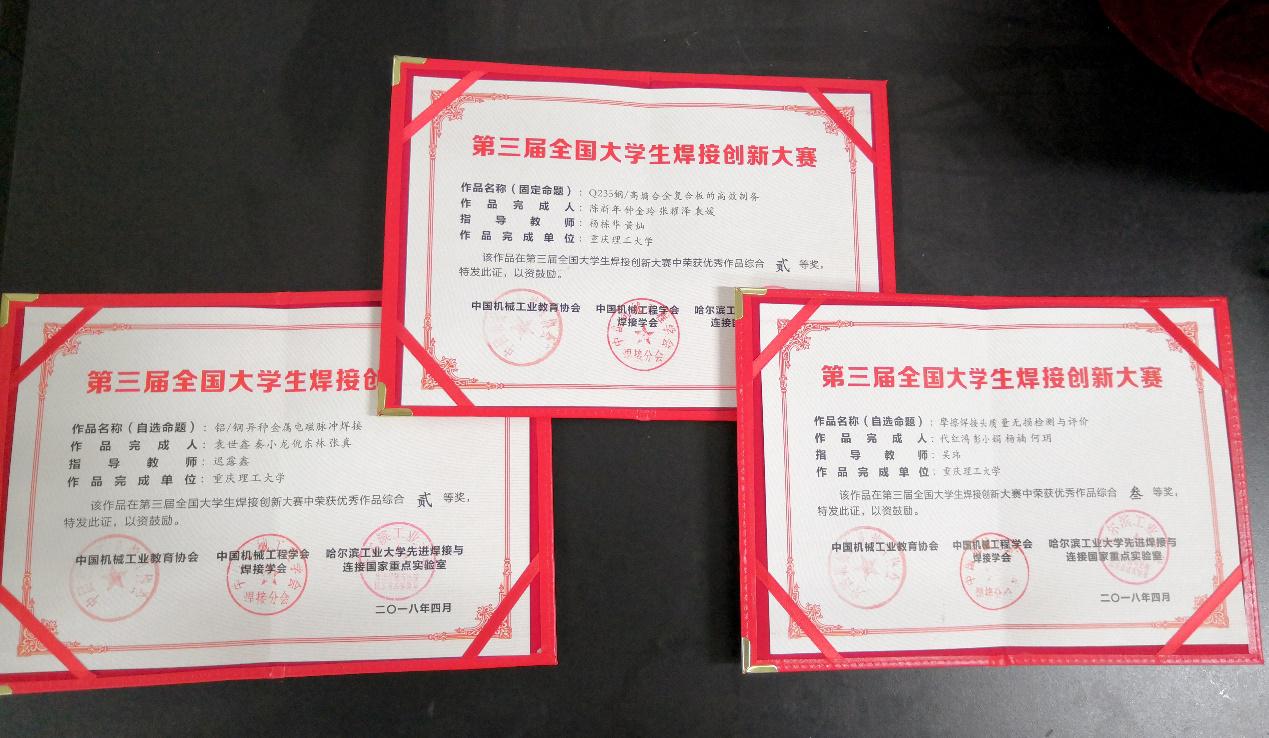 第三届全国大学生焊接创新大赛
作品名称（固定命题）：Q235钢/高熵合金复合板的高效制备
作品完成人：陈新年 钟金玲 张耀泽 袁媛
指导教师：杨栋华 黄灿
作品完成单位：重庆理工大学
该作品在第三届全国大学生焊接创新大赛中荣获优秀作品综合 贰 等奖，
特发此证，以资鼓励。
中国机械工业教育协会 中国机械工程学会 哈尔滨工
焊接学会 连接国
焊接分会
第三届全国大学生焊接创
作品名称（自选命题）：铝/钢异种金属电磁脉冲焊接
作品完成人：袁世鑫 秦小龙 倪东林 张真
指导教师：迟露鑫
作品完成单位：重庆理工大学
该作品在第三届全国大学生焊接创新大赛中荣获优秀作品综合 贰 等奖，
特发此证，以资鼓励。
中国机械工业教育协会 中国机械工程学会 哈尔滨工业大学先进焊接与
焊接学会 连接国家重点实验室
焊接分会
二〇一八年四月
第三届全国大学生焊接创新大赛
作品名称（自选命题）：摩擦焊接头质量无损检测与评价
作品完成人：代红鸿 彭小娟 杨楠 何玥
指导教师：吴玮
作品完成单位：重庆理工大学
该作品在第三届全国大学生焊接创新大赛中荣获优秀作品综合 叁 等奖，
特发此证，以资鼓励。
中国机械工业教育协会 中国机械工程学会 哈尔滨工业大学先进焊接与
焊接学会 连接国家重点实验室
二〇一八年四月